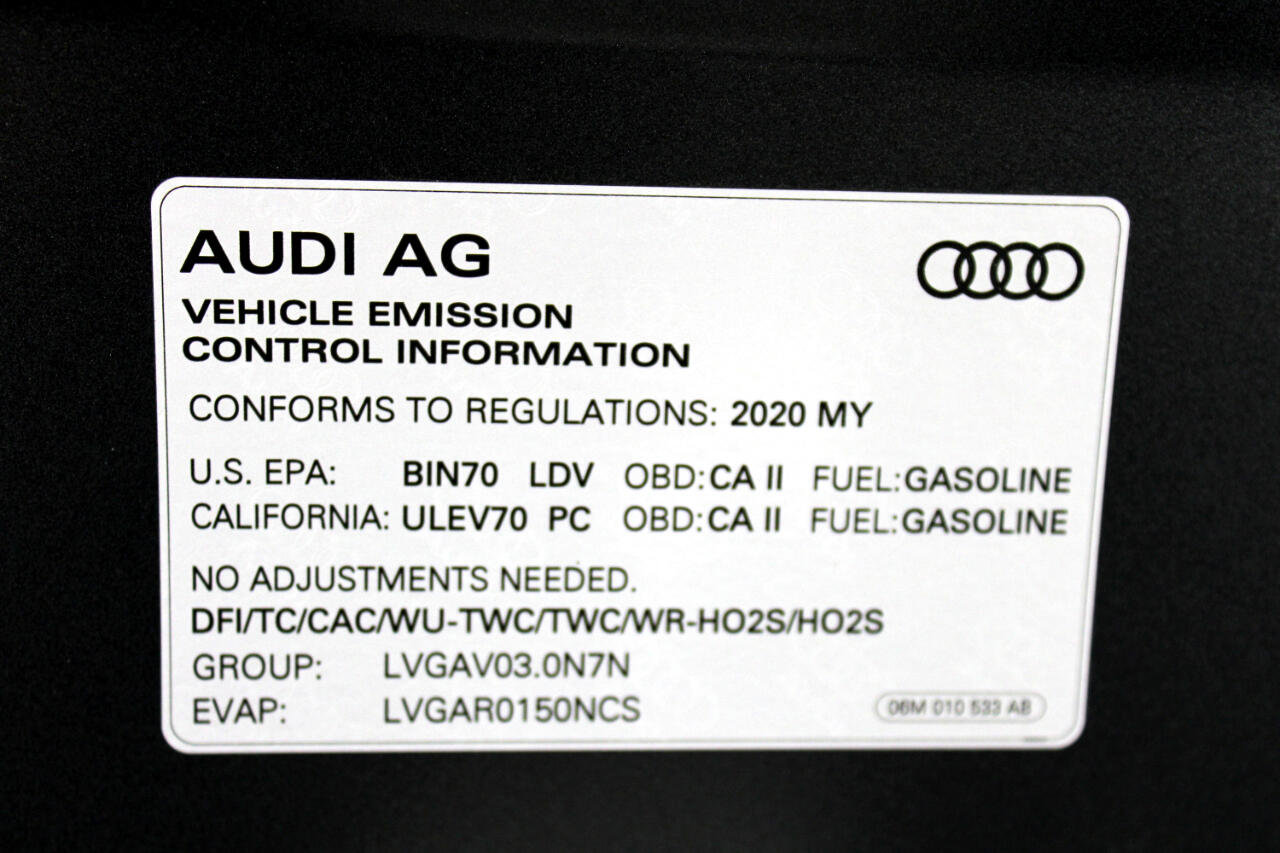 AUDI AG
VEHICLE EMISSION
CONTROL INFORMATION
CONFORMS TO REGULATIONS: 2020 MY
U.S. EPA: BIN70 LDV OBD:CA II FUEL:GASOLINE
CALIFORNIA: ULEV70 PC OBD:CA II FUEL:GASOLINE
NO ADJUSTMENTS NEEDED.
DFI/TC/CAC/WU-TWC/TWC/WR-HO2S/HO2S
GROUP: LVGAV03.0N7N
EVAP: LVGAR0150NCS
06M 010 533 AB